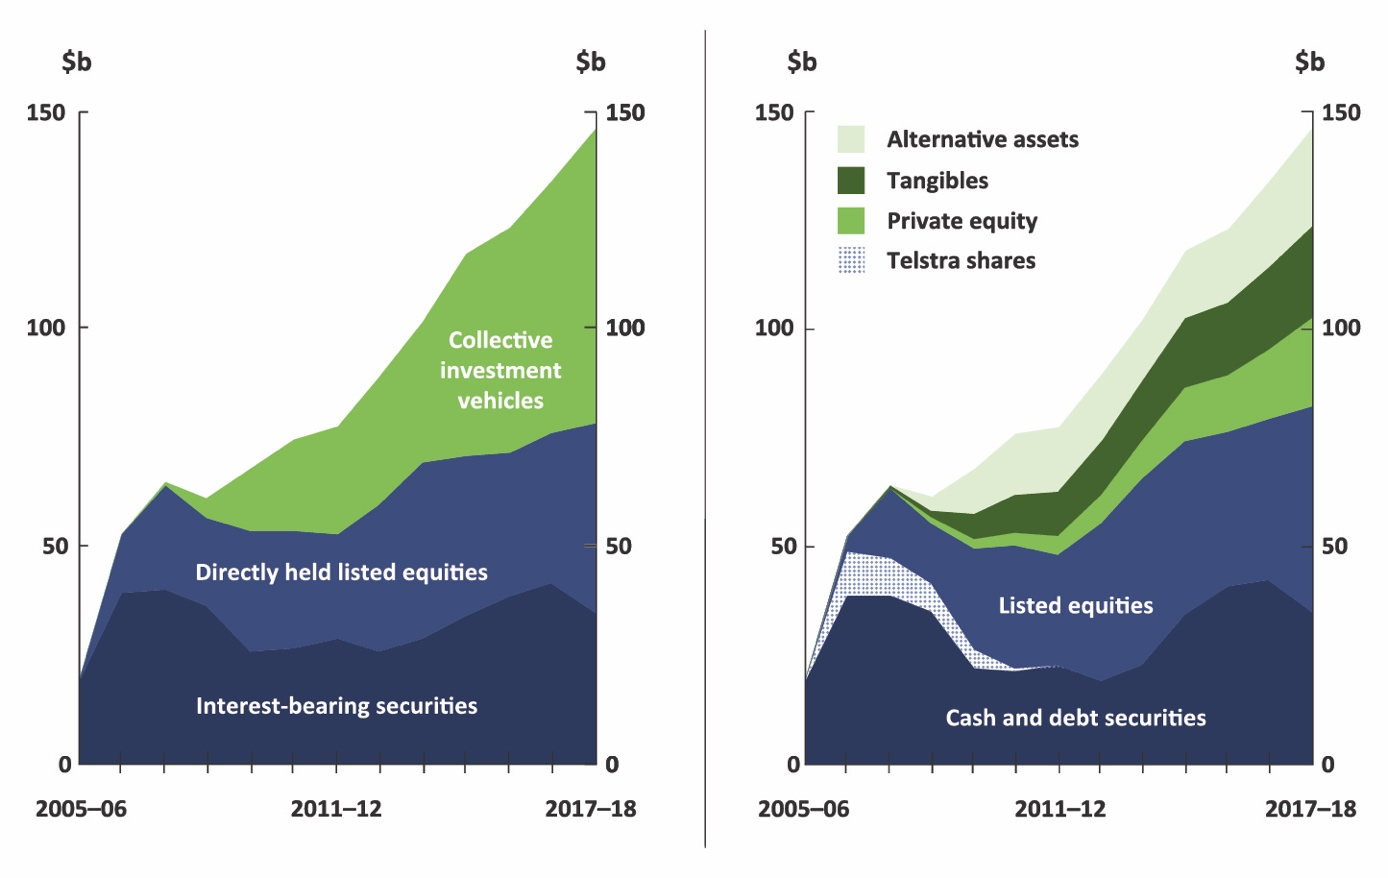 $b
$b
150
150
100
100
50
50
0
0
Collective
investment
vehicles
Directly held listed equities
Interest-bearing securities
2005–06
2011–12
2017–18
$b
$b
150
150
100
100
50
50
0
0
Alternative assets
Tangibles
Private equity
Telstra shares
Listed equities
Cash and debt securities
2005–06
2011–12
2017–18